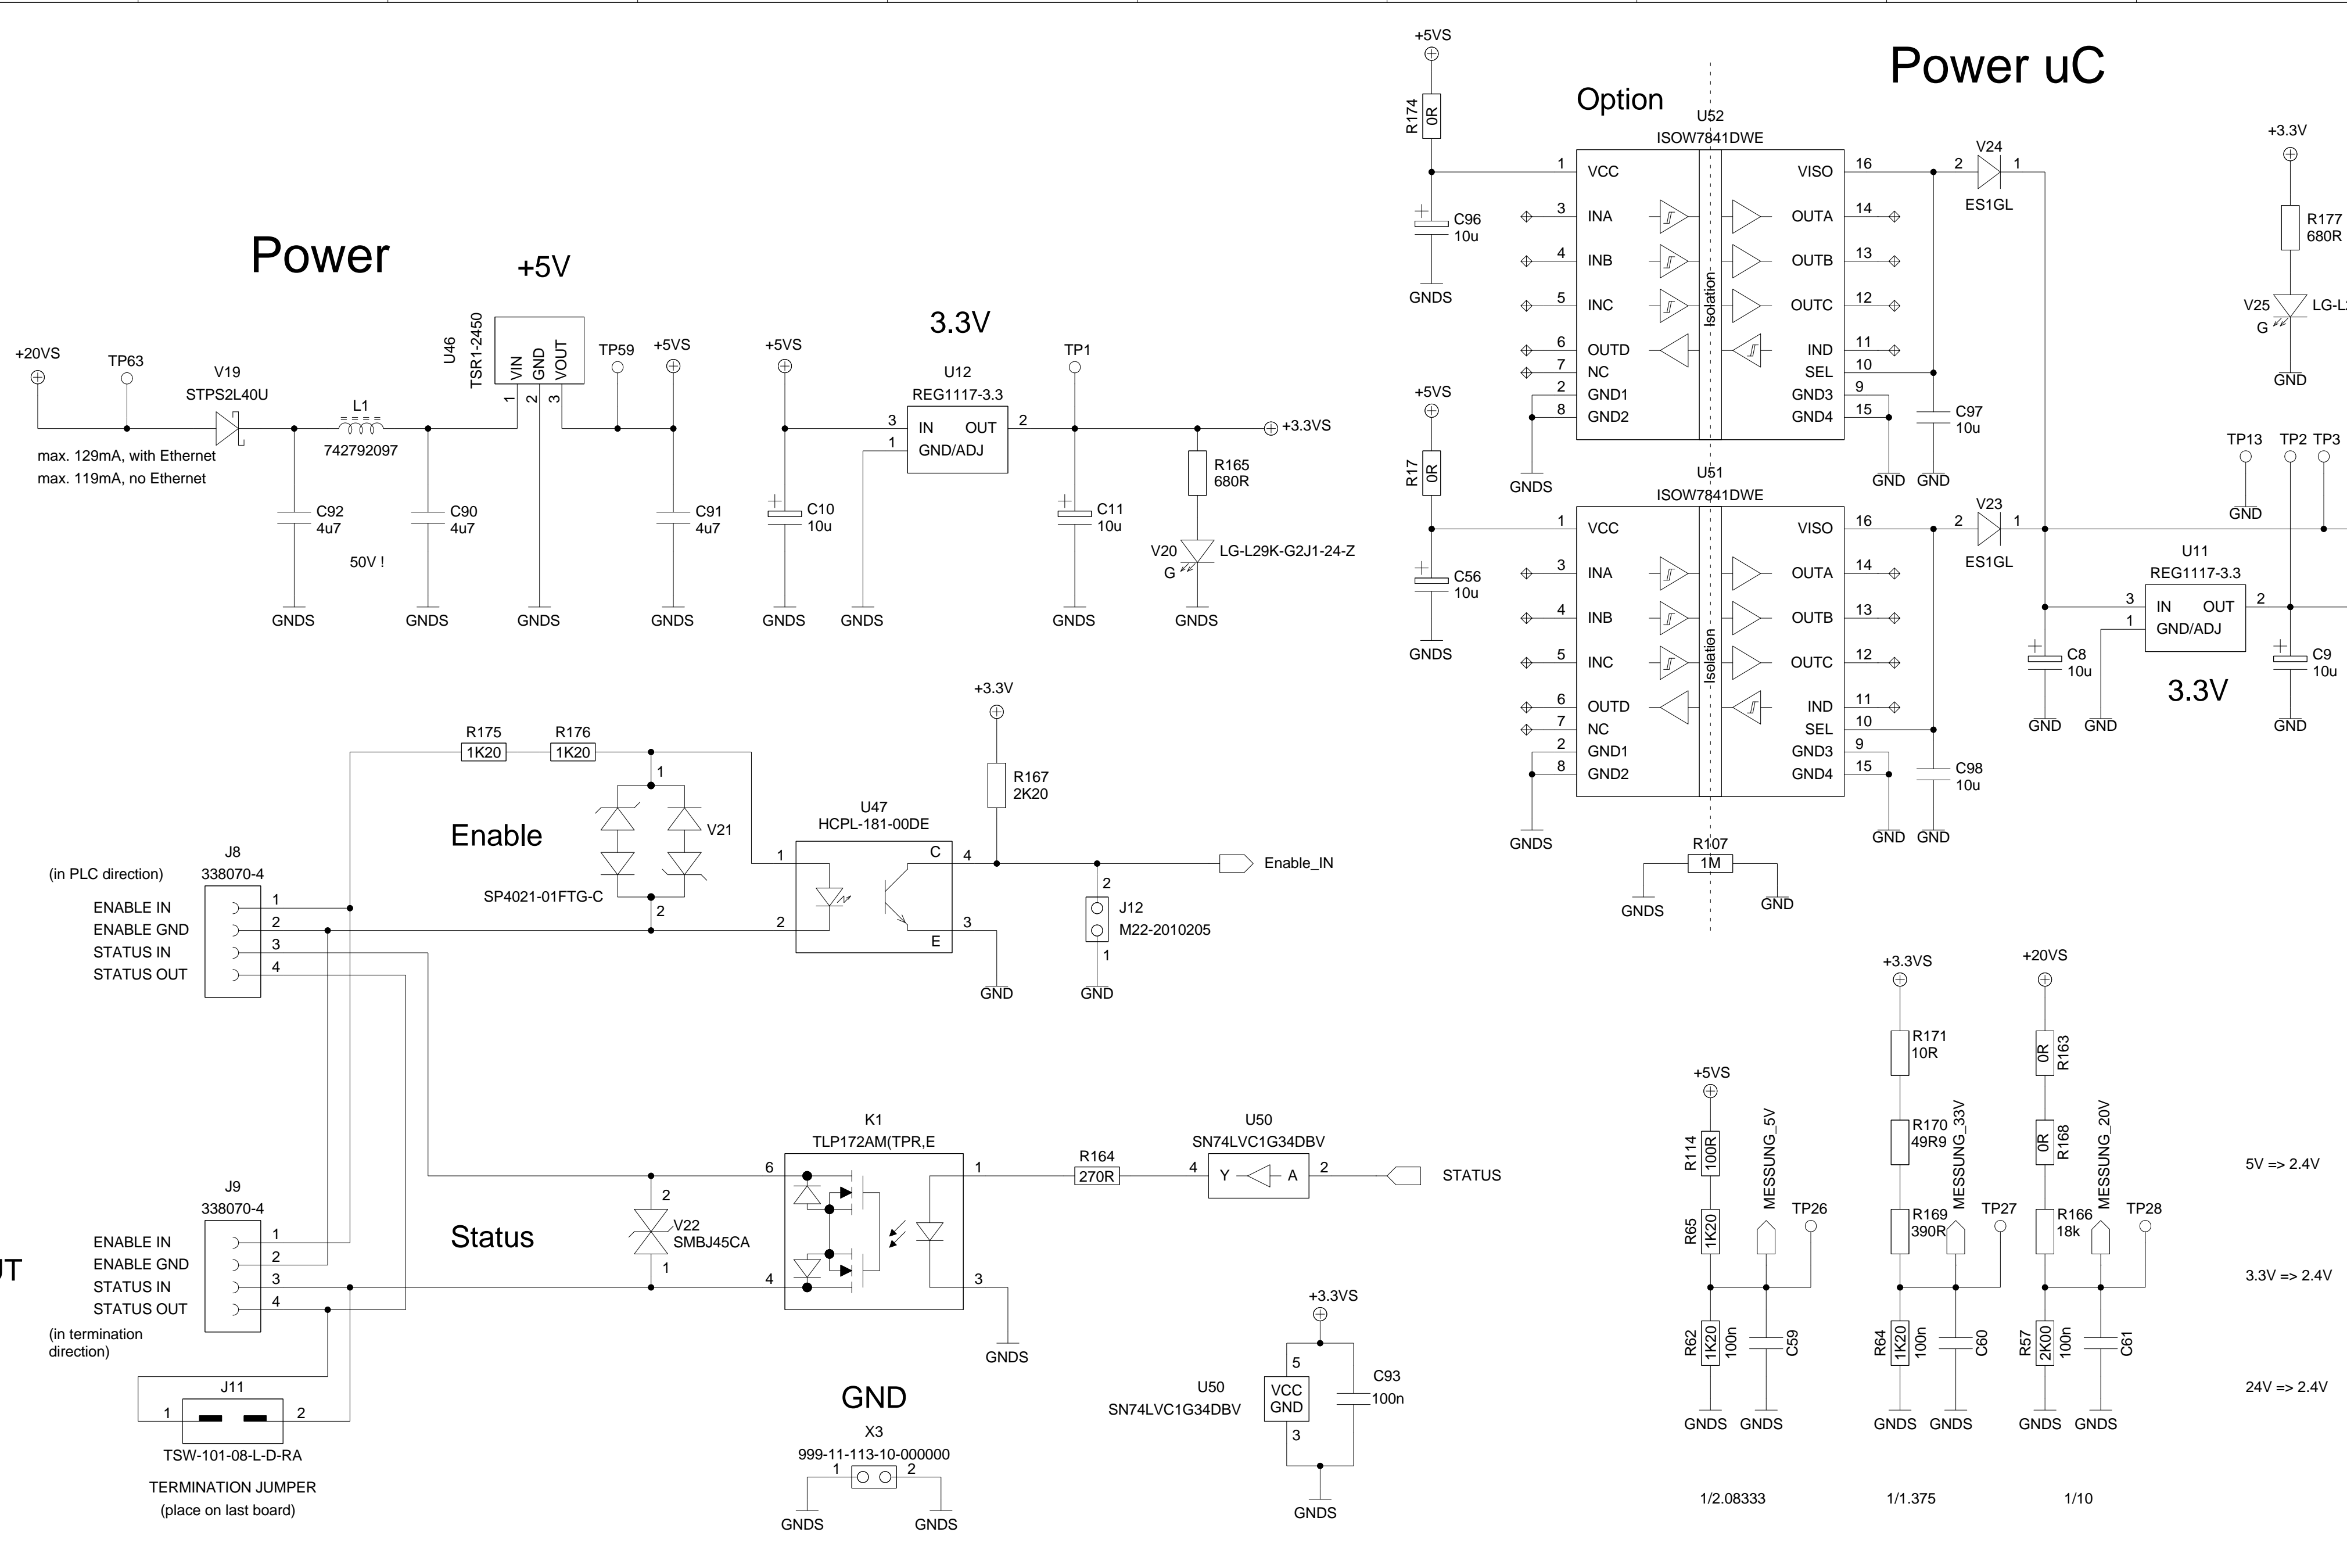 Power
+5V
U46
TSR1-2450
VIN
GND
VOUT
1
2
3
+20VS
TP63
V19
STPS2L40U
L1
742792097
max. 129mA, with Ethernet
max. 119mA, no Ethernet
C92
4u7
C90
4u7
50V !
TP59
+5VS
C91
4u7
GNDS
GNDS
GNDS
GNDS
3.3V
+5VS
U12
REG1117-3.3
3
IN
OUT
2
1
GND/ADJ
TP1
+3.3VS
C10
10u
C11
10u
R165
680R
V20
G
LG-L29K-G2J1-24-Z
GNDS
GNDS
GNDS
GNDS
Power uC
Option
+5VS
R174
0R
C96
10u
GNDS
U52
ISOW7841DWE
Isolation
1
VCC
VISO
16
3
INA
OUTA
14
4
INB
OUTB
13
5
INC
OUTC
12
6
OUTD
IND
11
7
NC
SEL
10
2
GND1
GND3
9
8
GND2
GND4
15
GNDS
GND
GND
C97
10u
2
V24
1
ES1GL
+5VS
R17
0R
C56
10u
GNDS
U51
ISOW7841DWE
Isolation
1
VCC
VISO
16
3
INA
OUTA
14
4
INB
OUTB
13
5
INC
OUTC
12
6
OUTD
IND
11
7
NC
SEL
10
2
GND1
GND3
9
8
GND2
GND4
15
GNDS
GND
GND
C98
10u
2
V23
1
ES1GL
R107
1M
GNDS
GND
+3.3V
R177
680R
V25
G
GND
TP13
TP2
TP3
GND
U11
REG1117-3.3
3
IN
OUT
2
1
GND/ADJ
C8
10u
3.3V
C9
10u
GND
GND
GND
Enable
R175
1K20
R176
1K20
1
V21
SP4021-01FTG-C
2
U47
HCPL-181-00DE
1
2
C
4
E
3
+3.3V
R167
2K20
Enable_IN
2
J12
M22-2010205
1
GND
GND
J8
338070-4
(in PLC direction)
ENABLE IN
1
ENABLE GND
2
STATUS IN
3
STATUS OUT
4
J9
338070-4
ENABLE IN
1
ENABLE GND
2
STATUS IN
3
STATUS OUT
4
(in termination
direction)
J11
1
2
TSW-101-08-L-D-RA
TERMINATION JUMPER
(place on last board)
Status
2
V22
SMBJ45CA
1
K1
TLP172AM(TPR,E
6
4
1
3
R164
270R
U50
SN74LVC1G34DBV
4
Y
A
2
STATUS
GNDS
GND
X3
999-11-113-10-000000
1
2
GNDS
GNDS
+3.3VS
5
U50
SN74LVC1G34DBV
VCC
GND
3
C93
100n
GNDS
+5VS
R114
100R
R65
1K20
MESSUNG_5V
TP26
R62
1K20
100n
C59
GNDS
GNDS
1/2.08333
+3.3VS
R171
10R
R170
49R9
R169
390R
MESSUNG_33V
TP27
R64
1K20
100n
C60
GNDS
GNDS
1/1.375
+20VS
0R
R163
0R
R168
R166
18k
MESSUNG_20V
TP28
R57
2K00
100n
C61
GNDS
GNDS
1/10
5V => 2.4V
3.3V => 2.4V
24V => 2.4V